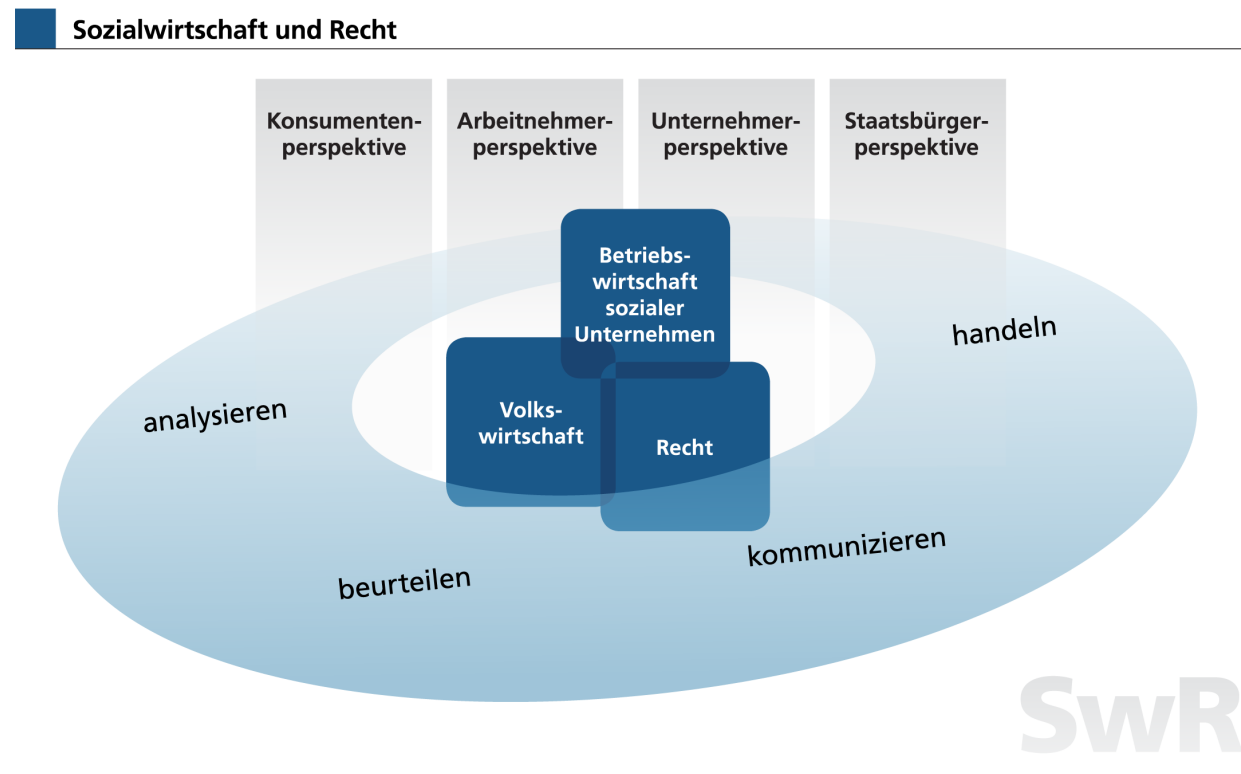 Sozialwirtschaft und Recht
Konsumenten-
perspektive
Arbeitnehmer-
perspektive
Unternehmer-
perspektive
Staatsbürger-
perspektive
Betriebs-
wirtschaft
sozialer
Unternehmen
handeln
analysieren
Volks-
wirtschaft
Recht
kommunizieren
beurteilen
SwR